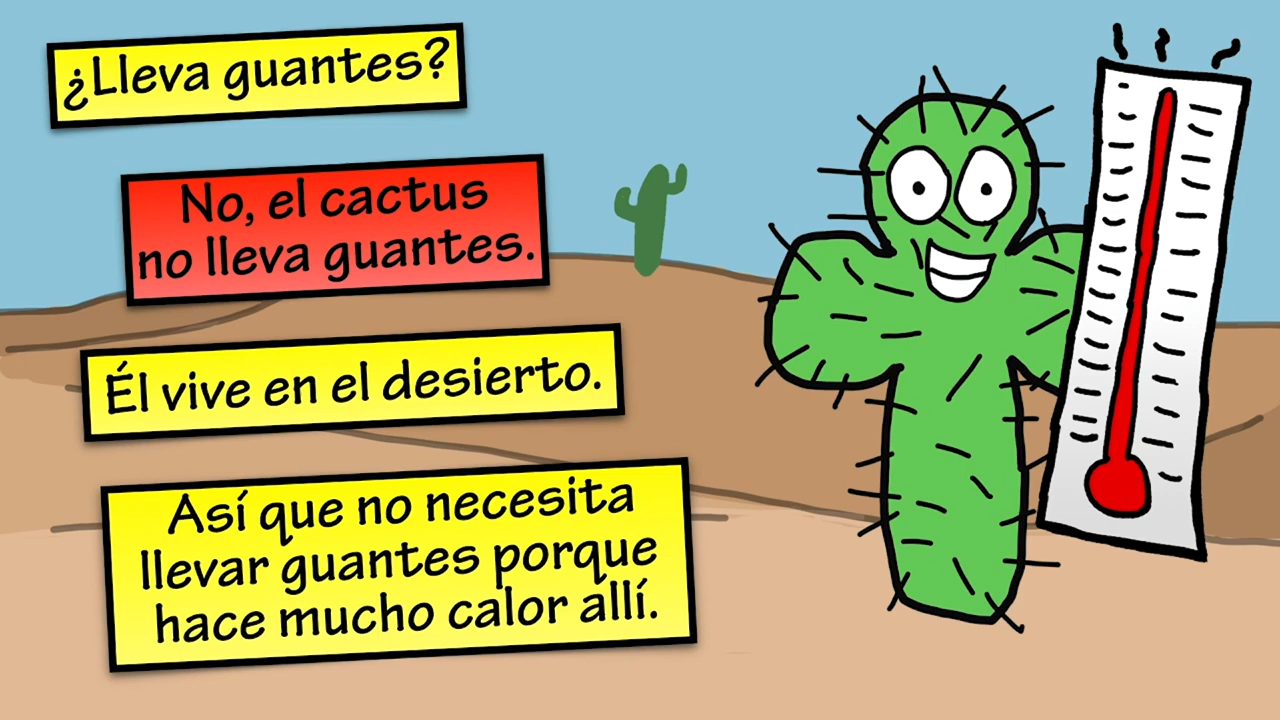 ¿Lleva guantes?
No, el cactus
no lleva guantes.
Él vive en el desierto.
Así que no necesita
llevar guantes porque
hace mucho calor allí.